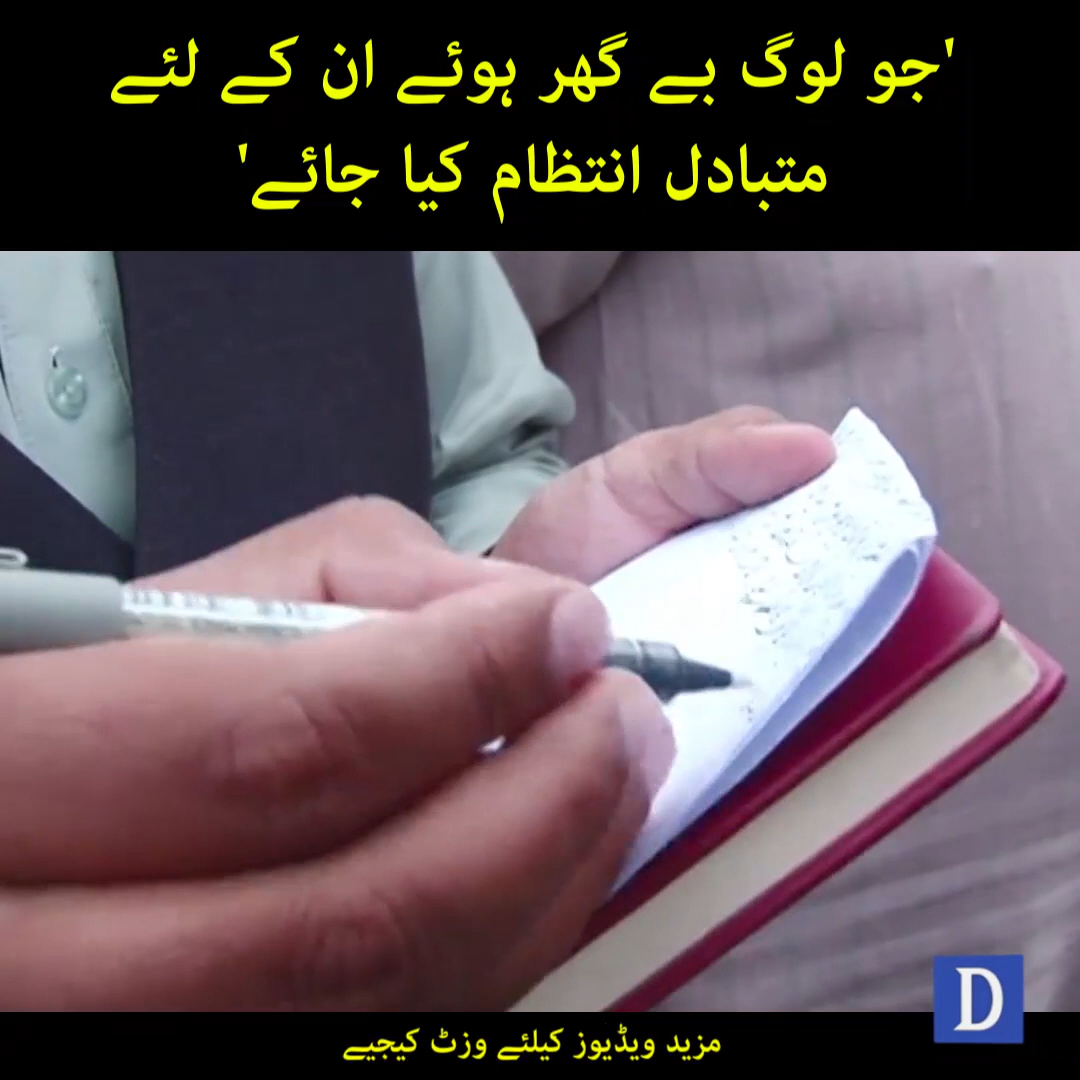 'جو لوگ بے گھر ہوئے ان کے لئے
متبادل انتظام کیا جائے'
D
مزید ویڈیوز کیلئے وزٹ کیجیے